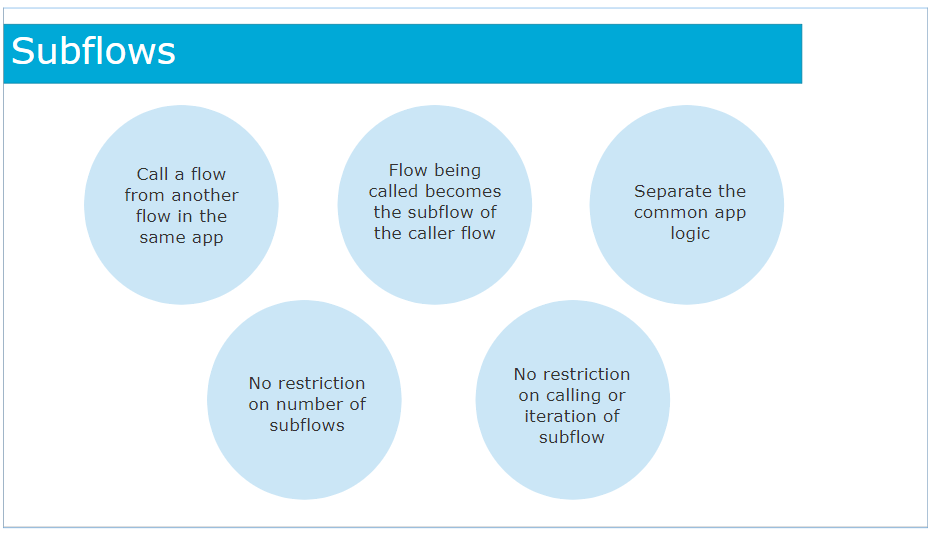 Subflows
Call a flow
from another
flow in the
same app
Flow being
called becomes
the subflow of
the caller flow
Separate the
common app
logic
No restriction
on number of
subflows
No restriction
on calling or
iteration of
subflow